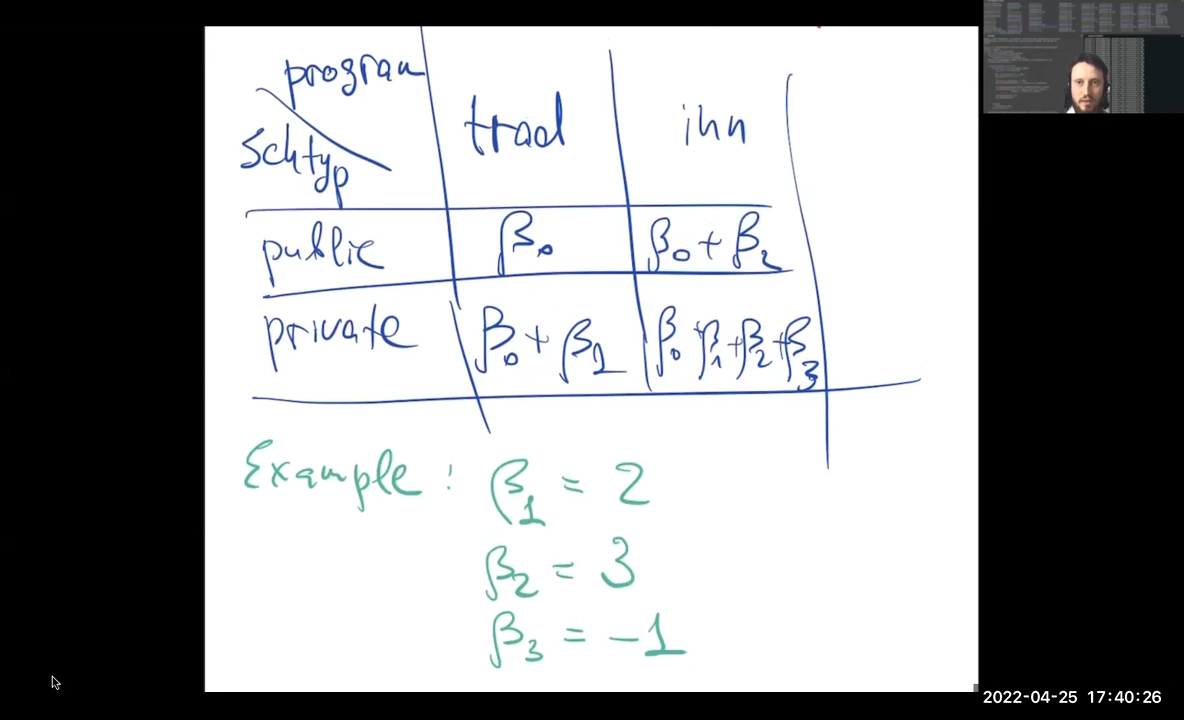 program
Schtyp
trad
inn
public
β₀
β₀ + β₂
private
β₀ + β₁
β₀ + β₁ + β₂ + β₃
Example: β₁ = 2
β₂ = 3
β₃ = -1
2022-04-25 17:40:26